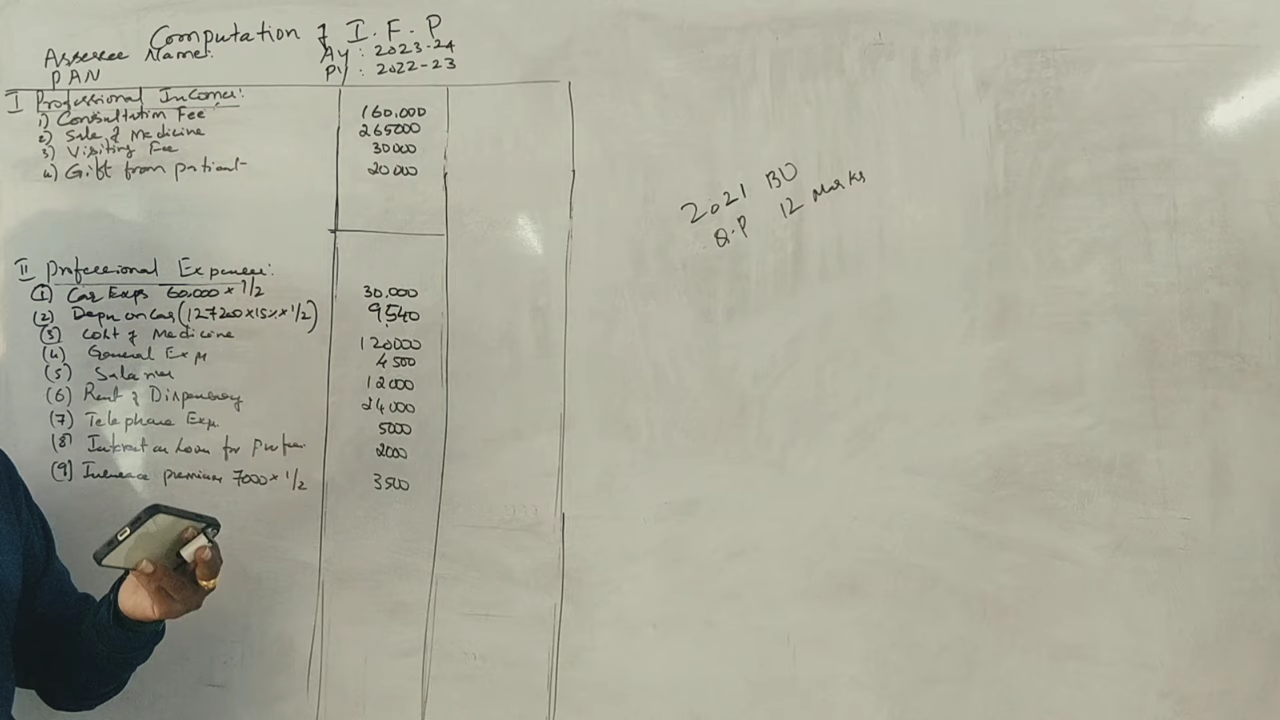 Computation of I.F.P
Assessee Name:
Ay : 2023-24
PAN
PY : 2022-23
I Professional Income:
1) Consultation Fee 160,000
2) Sale of Medicine 265000
3) Visiting Fee 30000
4) Gift from patient 20000
II Professional Expenses:
(1) Car Exps 60,000 x 1/2 30,000
(2) Depn on Car (127200 x 15% x 1/2) 9,540
(3) Cost of Medicine 120000
(4) General Exp 4500
(5) Salaries 12000
(6) Rent of Dispensary 24000
(7) Telephone Exp. 5000
(8) Interest on Loan for Profn. 2000
(9) Insurance premium 7000 x 1/2 3500
2021 BU
Q.P 12 Marks